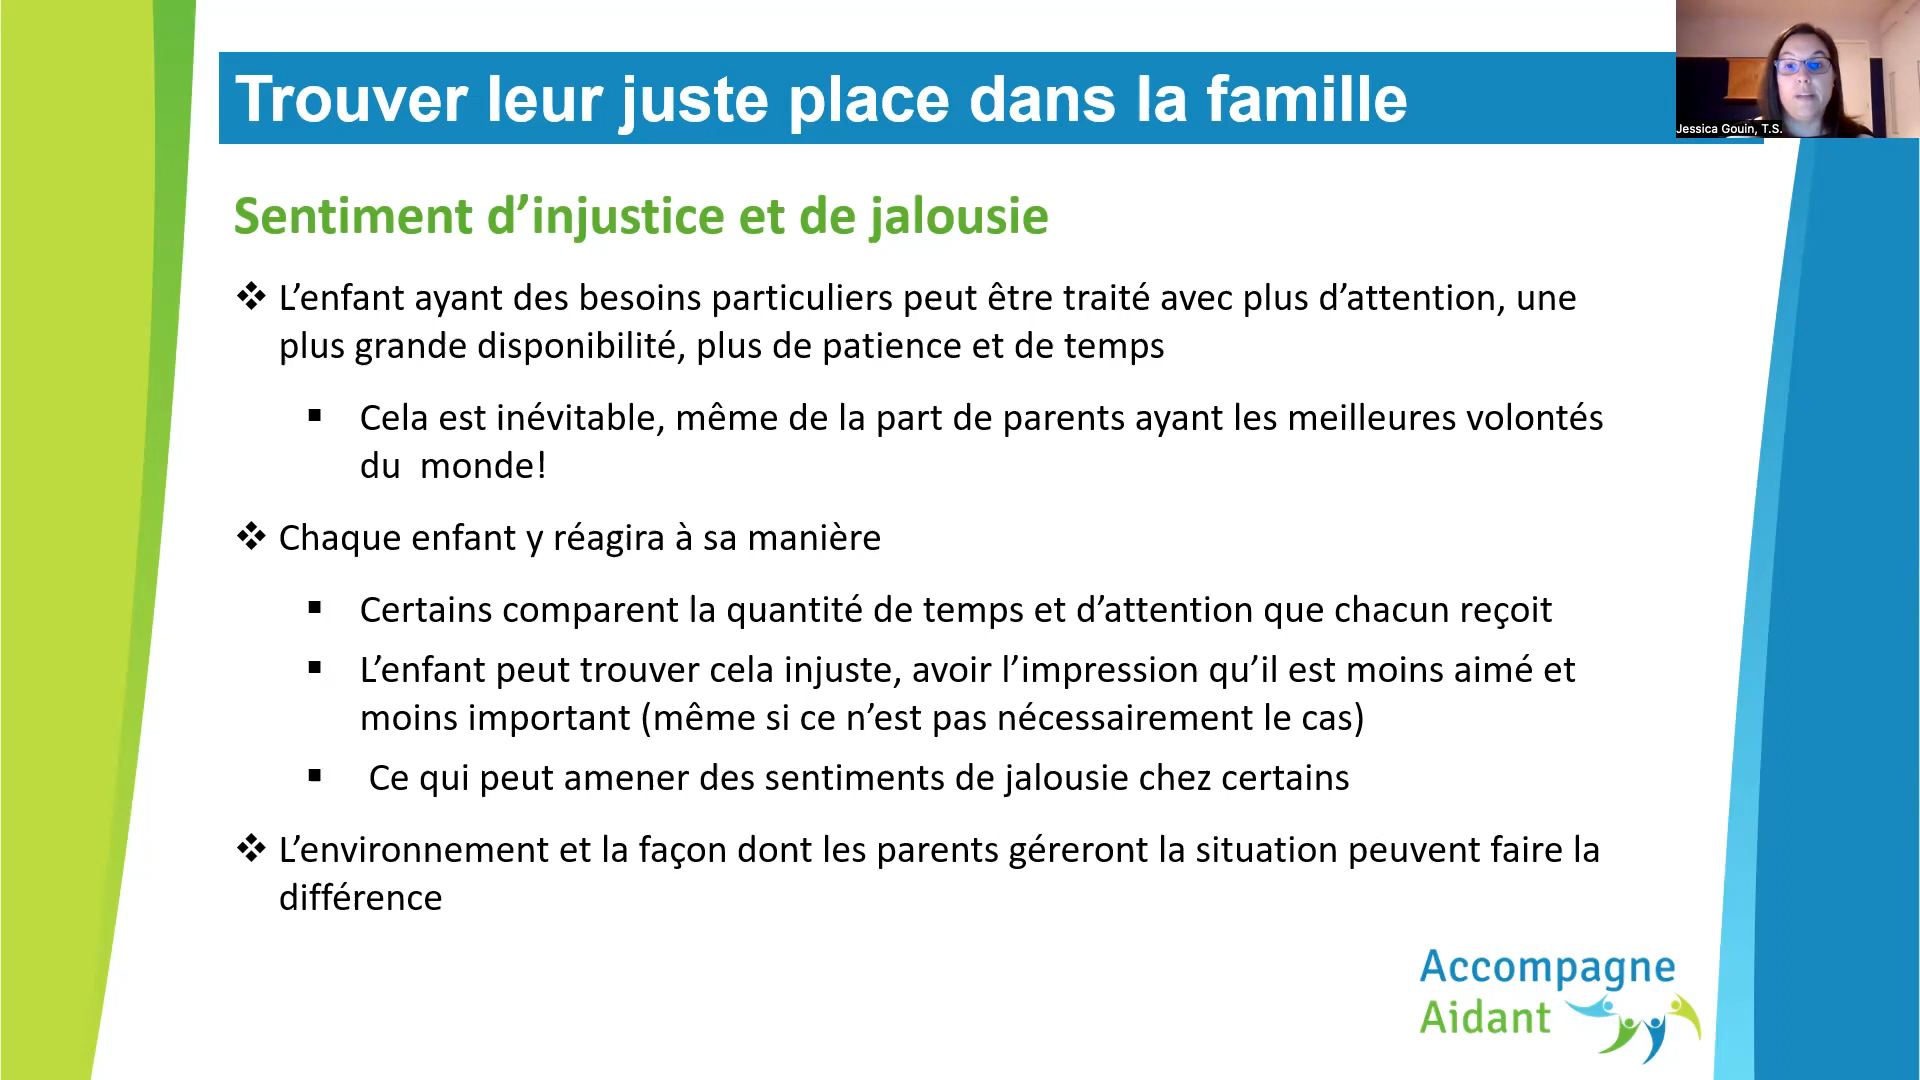 Trouver leur juste place dans la famille
Jessica Gouin, T.S.
Sentiment d’injustice et de jalousie
❖ L’enfant ayant des besoins particuliers peut être traité avec plus d’attention, une
plus grande disponibilité, plus de patience et de temps
▪ Cela est inévitable, même de la part de parents ayant les meilleures volontés
du  monde!
❖ Chaque enfant y réagira à sa manière
▪ Certains comparent la quantité de temps et d’attention que chacun reçoit
▪ L’enfant peut trouver cela injuste, avoir l’impression qu’il est moins aimé et
moins important (même si ce n’est pas nécessairement le cas)
▪ Ce qui peut amener des sentiments de jalousie chez certains
❖ L’environnement et la façon dont les parents géreront la situation peuvent faire la
différence
Accompagne
Aidant